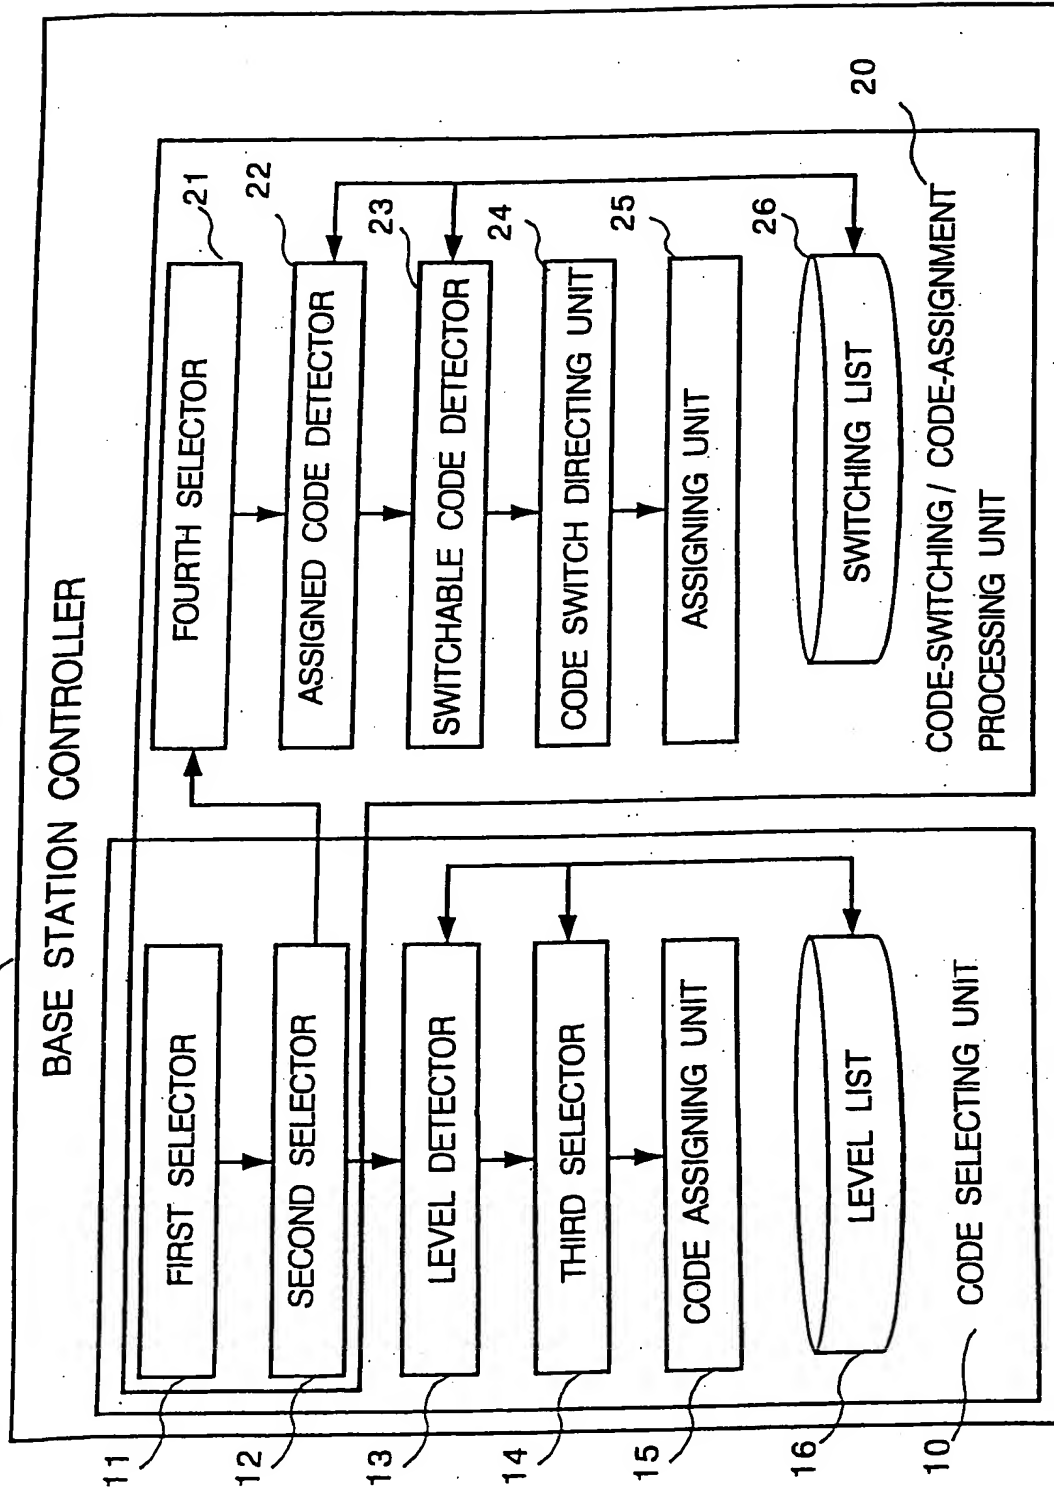 BASE STATION CONTROLLER
11
FIRST SELECTOR
12
SECOND SELECTOR
13
LEVEL DETECTOR
14
THIRD SELECTOR
15
CODE ASSIGNING UNIT
16
LEVEL LIST
10
CODE SELECTING UNIT
FOURTH SELECTOR
21
ASSIGNED CODE DETECTOR
22
SWITCHABLE CODE DETECTOR
23
CODE SWITCH DIRECTING UNIT
24
ASSIGNING UNIT
25
SWITCHING LIST
26
CODE-SWITCHING / CODE-ASSIGNMENT
PROCESSING UNIT
20